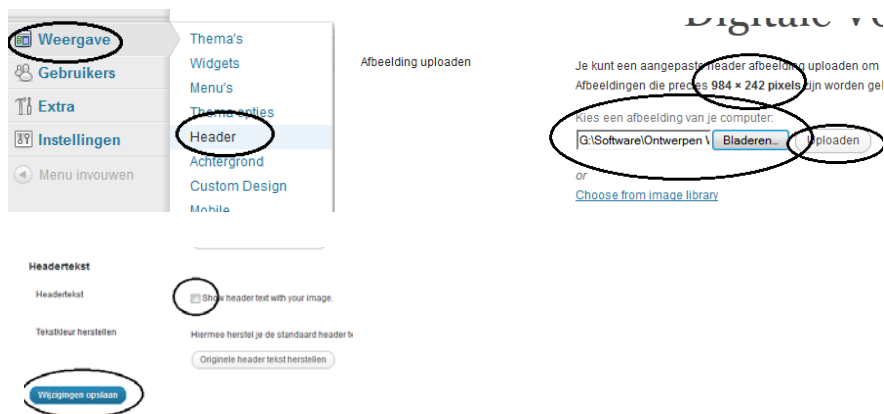 Weergave
Gebruikers
Extra
Instellingen
Menu invouwen
Thema's
Widgets
Menu's
Thema opties
Header
Achtergrond
Custom Design
Mobile
Afbeelding uploaden
Digitale
Je kunt een aangepaste header afbeelding uploaden om
Afbeeldingen die precies 984 × 242 pixels zijn worden
Kies een afbeelding van je computer:
G:\Software\Ontwerpen Bladeren... Uploaden
or
Choose from image library
Headertekst
Headertekst
Show header text with your image.
Tekstkleur herstellen
Hiermee herstel je de standaard header
Originele header tekst herstellen
Wijzigingen opslaan